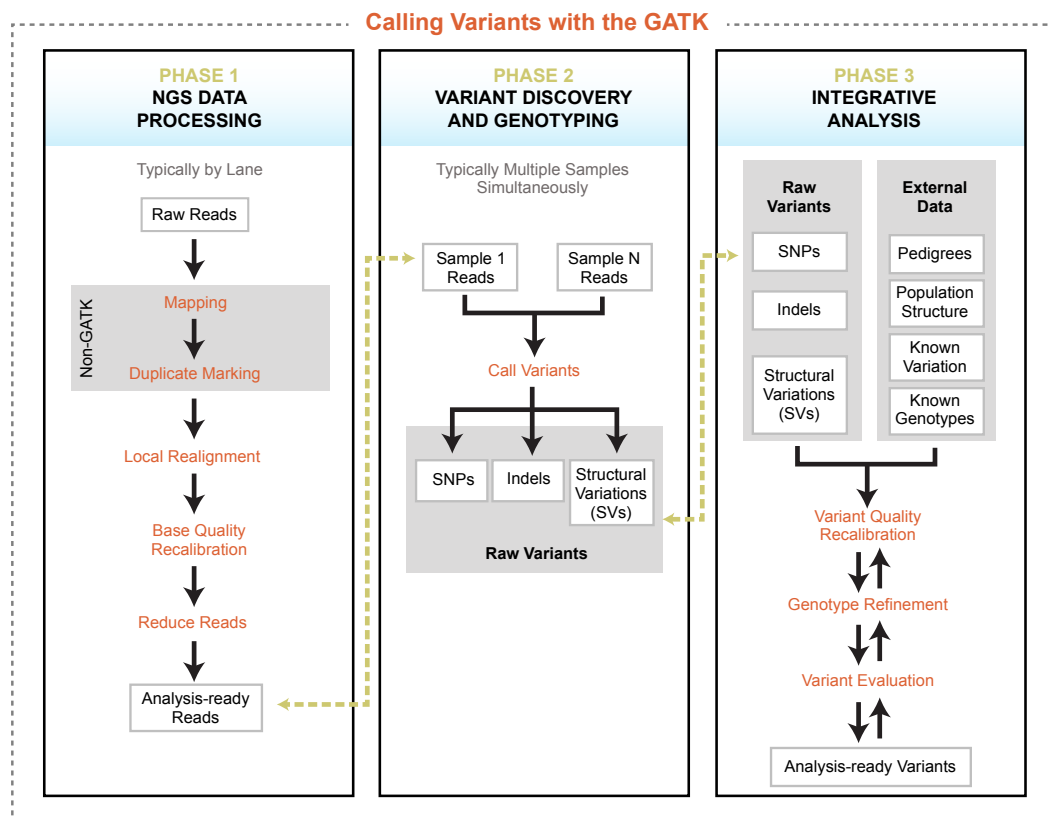 Calling Variants with the GATK
PHASE 1
NGS DATA
PROCESSING
Typically by Lane
Raw Reads
Non-GATK
Mapping
Duplicate Marking
Local Realignment
Base Quality
Recalibration
Reduce Reads
Analysis-ready
Reads
PHASE 2
VARIANT DISCOVERY
AND GENOTYPING
Typically Multiple Samples
Simultaneously
Sample 1
Reads
Sample N
Reads
Call Variants
SNPs
Indels
Structural
Variations
(SVs)
Raw Variants
PHASE 3
INTEGRATIVE
ANALYSIS
Raw
Variants
SNPs
Indels
Structural
Variations
(SVs)
External
Data
Pedigrees
Population
Structure
Known
Variation
Known
Genotypes
Variant Quality
Recalibration
Genotype Refinement
Variant Evaluation
Analysis-ready Variants